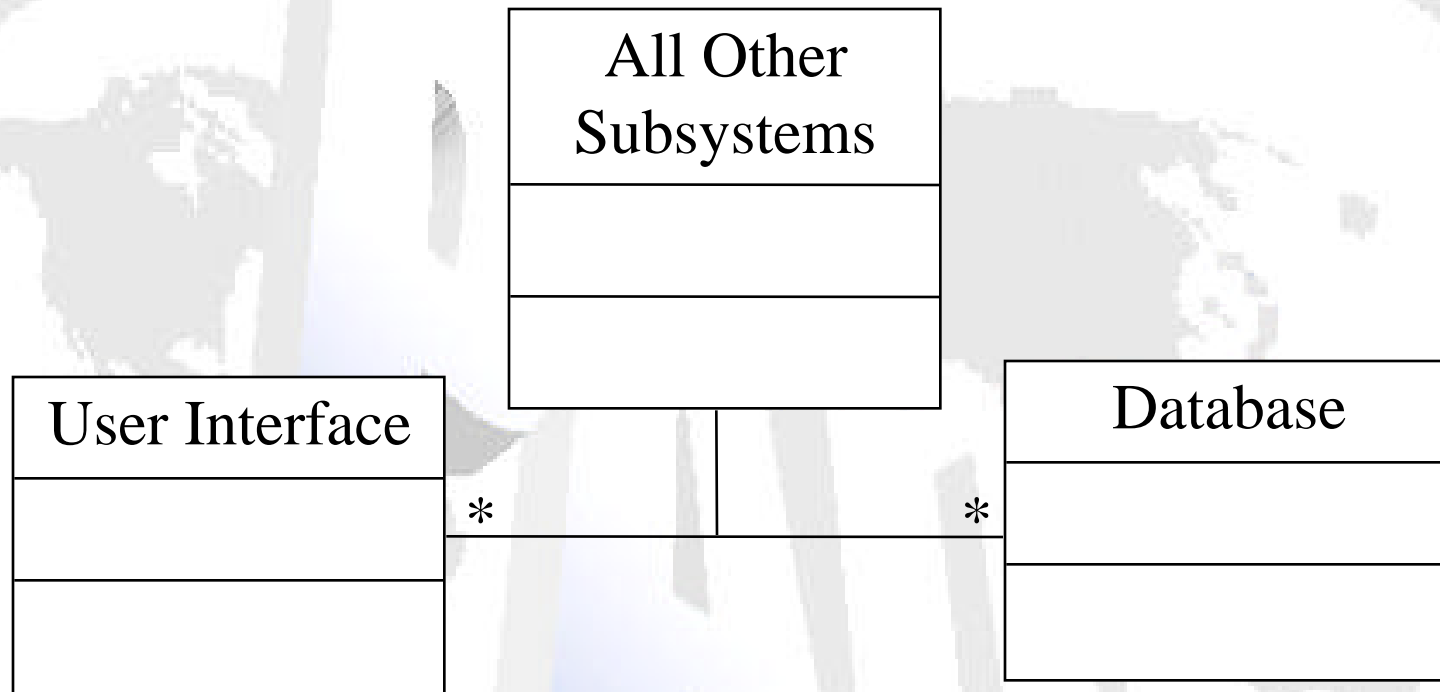 All Other
Subsystems
User Interface
Database
*
*